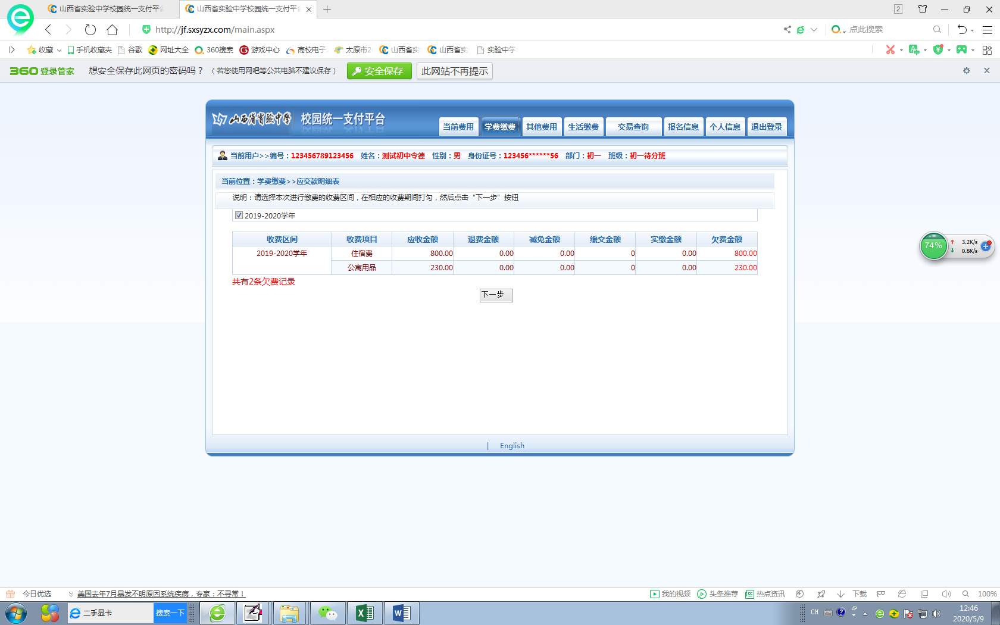 山西省实验中学校园统一支付平台
山西省实验中学校园统一支付平台
2
http://jf.sxsyzx.com/main.aspx
点此搜索
收藏 手机收藏夹 谷歌 网址大全 360搜索 游戏中心 高校电子 太原市2 山西省实 山西省实 实验中学
360登录管家 想安全保存此网页的密码吗？（若您使用网吧等公共电脑不建议保存） 安全保存 此网站不再提示
山西省实验中学 校园统一支付平台
当前费用 学费缴费 其他费用 生活缴费 交易查询 报名信息 个人信息 退出登录
当前用户>>编号：123456789123456 姓名：测试初中令德 性别：男 身份证号：123456******56 部门：初一 班级：初一待分班
当前位置：学费缴费>>应交款明细表
说明：请选择本次进行缴费的收费区间，在相应的收费期间打勾，然后点击“下一步”按钮
2019-2020学年
收费区间 收费项目 应收金额 退费金额 减免金额 缓交金额 实缴金额 欠费金额
2019-2020学年 住宿费 800.00 0.00 0.00 0 0.00 800.00
公寓用品 230.00 0.00 0.00 0 0.00 230.00
共有2条欠费记录
下一步
74% 3.2K/s
0.8K/s
| English
今日优选 美国去年7月暴发不明原因系统疾病，专家：不寻常！ 我的视频 头条推荐 热点资讯 下载 100%
二手显卡 搜索一下
CH
12:46
2020/5/9